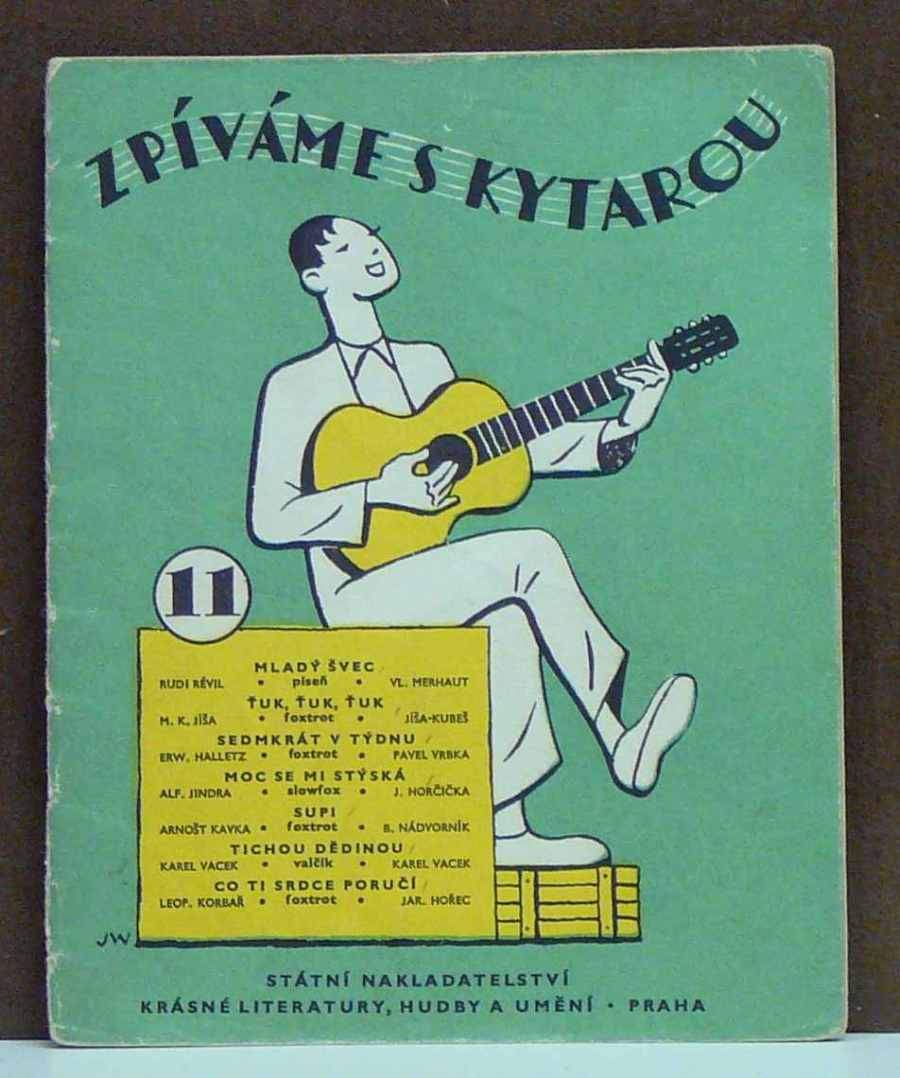 ZPÍVÁME S KYTAROU
11
MLADÝ ŠVEC
RUDI RÉVIL • píseň • VL. MERHAUT
ŤUK, ŤUK, ŤUK
M. K. JÍŠA • foxtrot • JÍŠA-KUBEŠ
SEDMKRÁT V TÝDNU
ERW. HALLETZ • foxtrot • PAVEL VRBKA
MOC SE MI STÝSKÁ
ALF. JINDRA • slowfox • J. HORČIČKA
SUPI
ARNOŠT KAVKA • foxtrot • B. NÁDVORNÍK
TICHOU DĚDINOU
KAREL VACEK • valčík • KAREL VACEK
CO TI SRDCE PORUČÍ
LEOP. KORBAŘ • foxtrot • JAR. HOŘEC
JW
STÁTNÍ NAKLADATELSTVÍ
KRÁSNÉ LITERATURY, HUDBY A UMĚNÍ • PRAHA